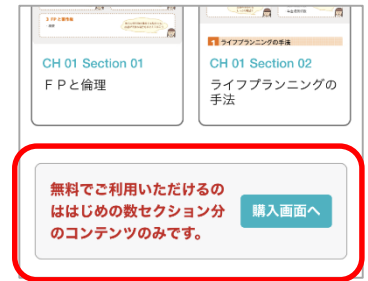 1 ライフプランニングの手法
CH 01 Section 01
ＦＰと倫理
CH 01 Section 02
ライフプランニングの
手法
無料でご利用いただけるの
ははじめの数セクション分
のコンテンツのみです。
購入画面へ